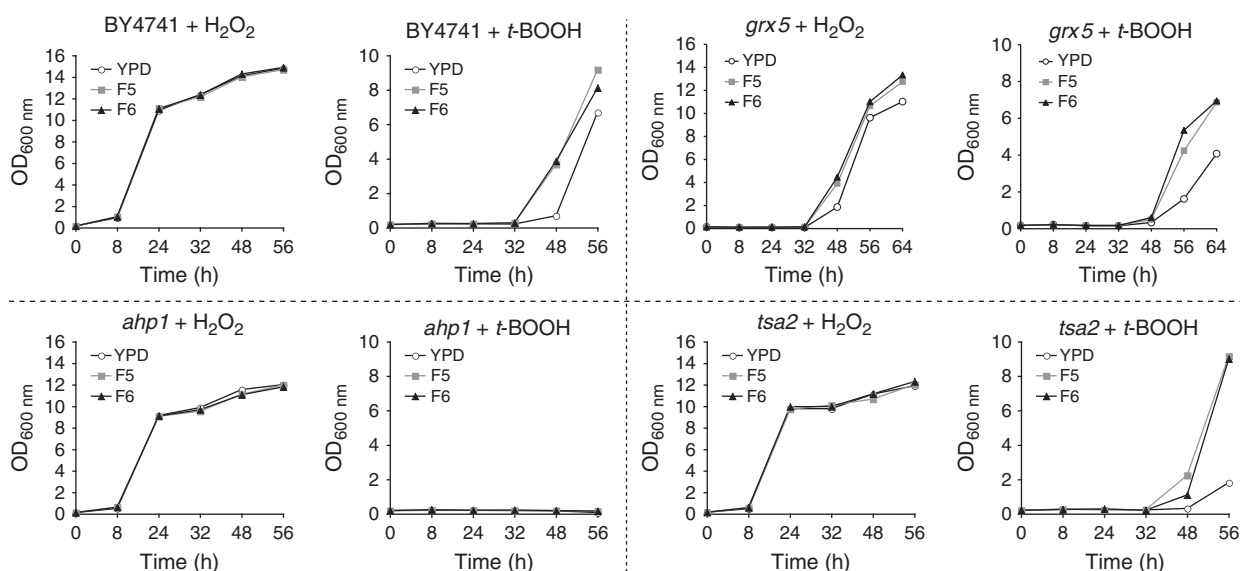 BY4741 + H₂O₂
OD₆₀₀ ₙₘ
16
14
12
10
8
6
4
2
0
YPD
F5
F6
0 8 24 32 48 56
Time (h)
BY4741 + t-BOOH
OD₆₀₀ ₙₘ
10
8
6
4
2
0
YPD
F5
F6
0 8 24 32 48 56
Time (h)
grx5 + H₂O₂
OD₆₀₀ ₙₘ
16
14
12
10
8
6
4
2
0
YPD
F5
F6
0 8 24 32 48 56 64
Time (h)
grx5 + t-BOOH
OD₆₀₀ ₙₘ
10
8
6
4
2
0
YPD
F5
F6
0 8 24 32 48 56 64
Time (h)
ahp1 + H₂O₂
OD₆₀₀ ₙₘ
16
14
12
10
8
6
4
2
0
YPD
F5
F6
0 8 24 32 48 56
Time (h)
ahp1 + t-BOOH
OD₆₀₀ ₙₘ
10
8
6
4
2
0
YPD
F5
F6
0 8 24 32 48 56
Time (h)
tsa2 + H₂O₂
OD₆₀₀ ₙₘ
16
14
12
10
8
6
4
2
0
YPD
F5
F6
0 8 24 32 48 56
Time (h)
tsa2 + t-BOOH
OD₆₀₀ ₙₘ
10
8
6
4
2
0
YPD
F5
F6
0 8 24 32 48 56
Time (h)